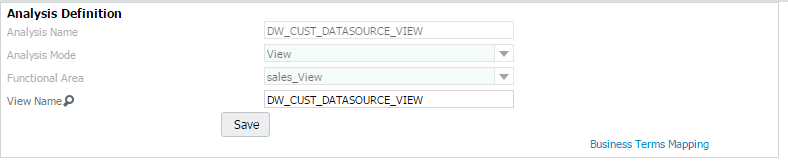 Analysis Definition
Analysis Name DW_CUST_DATASOURCE_VIEW
Analysis Mode View
Functional Area sales_View
View Name DW_CUST_DATASOURCE_VIEW
Save
Business Terms Mapping